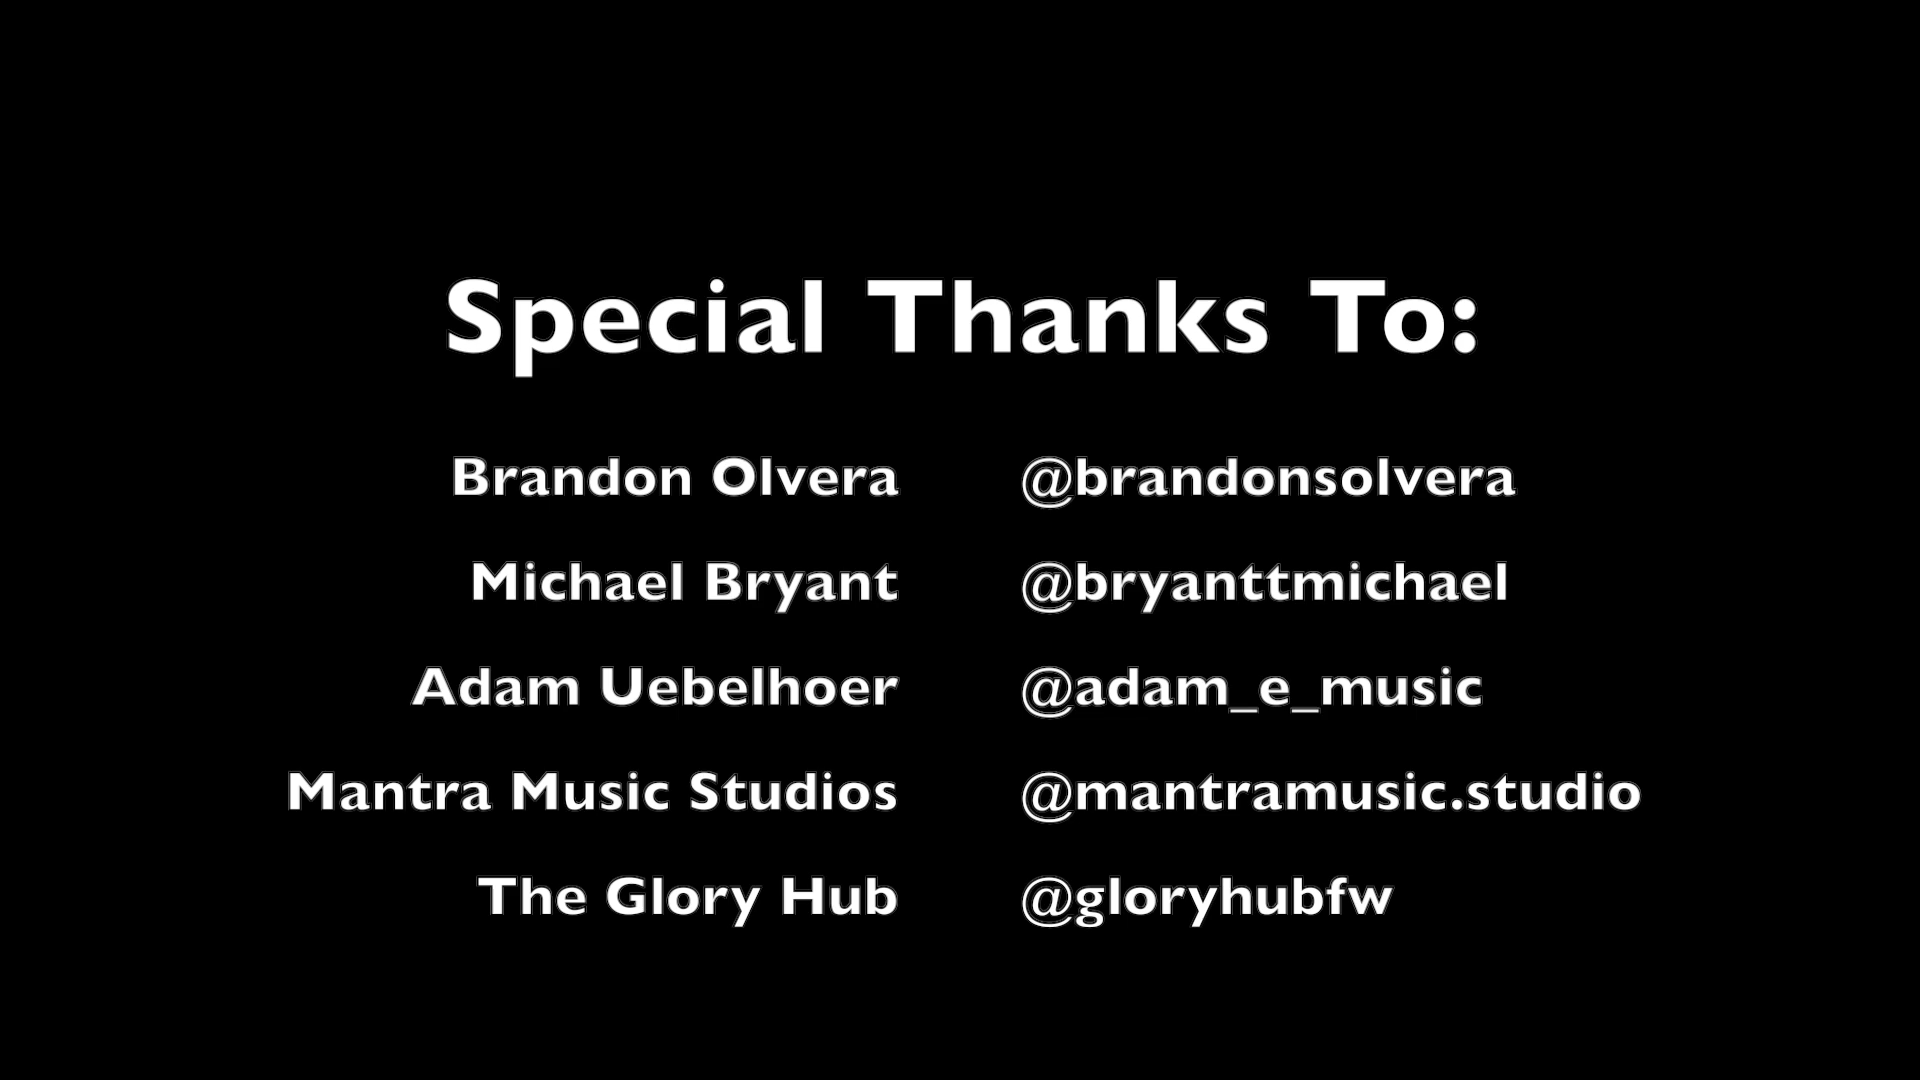 Special Thanks To:
Brandon Olvera @brandonsolvera
Michael Bryant @bryanttmichael
Adam Uebelhoer @adam_e_music
Mantra Music Studios @mantramusic.studio
The Glory Hub @gloryhubfw